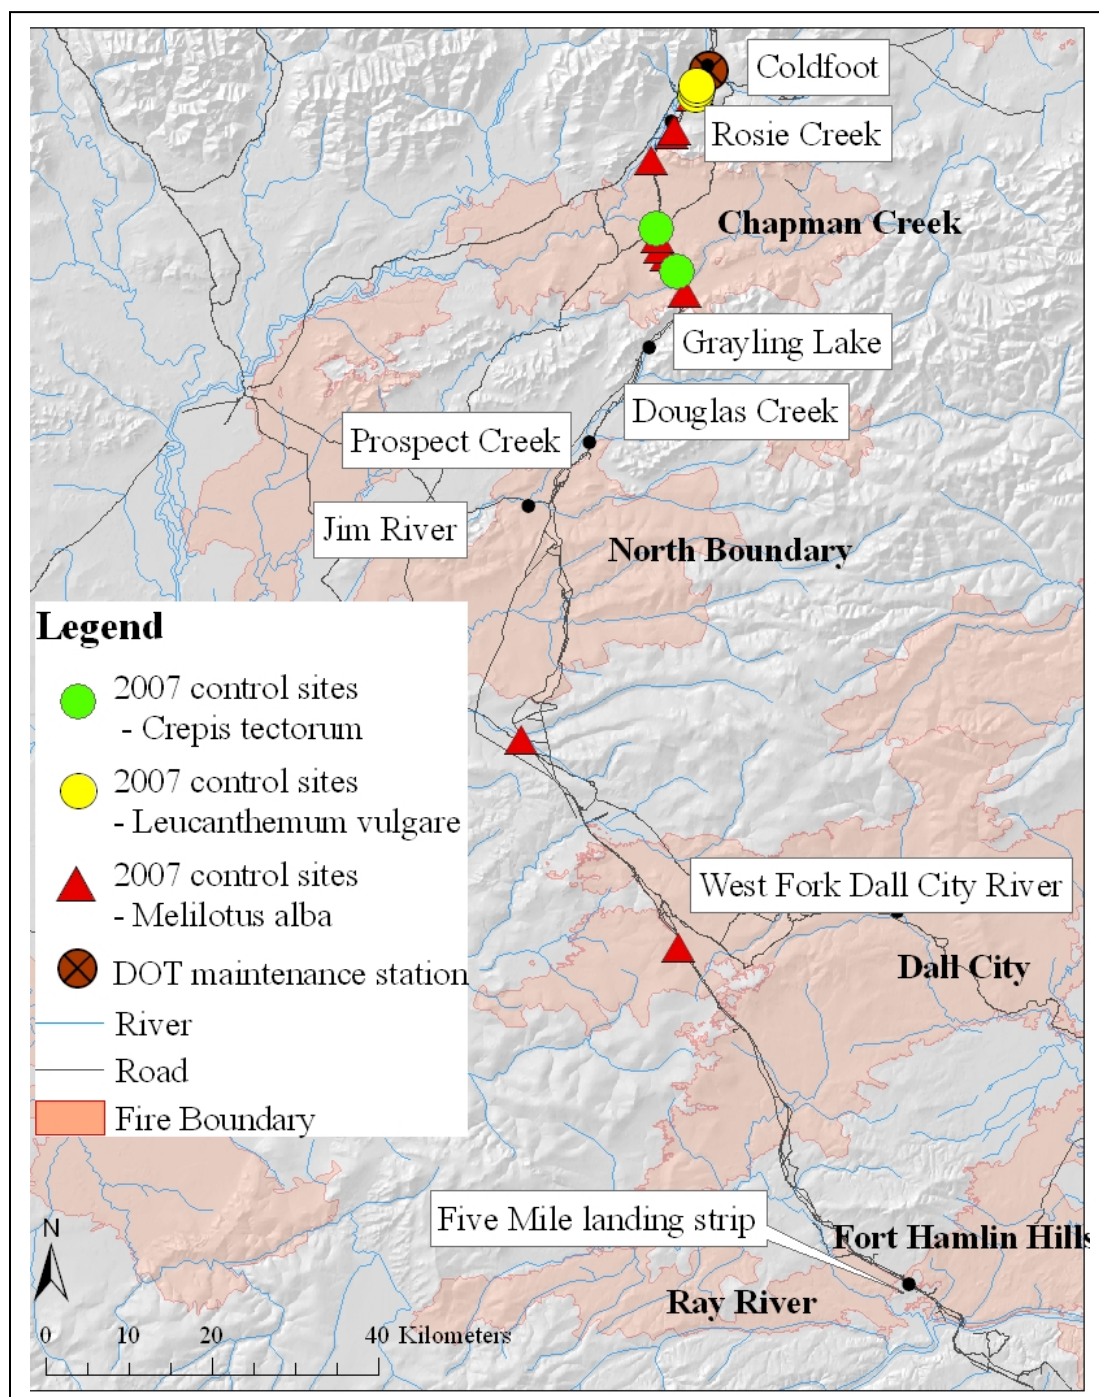 Coldfoot
Rosie Creek
Chapman Creek
Grayling Lake
Douglas Creek
Prospect Creek
Jim River
North Boundary
Legend
2007 control sites
- Crepis tectorum
2007 control sites
- Leucanthemum vulgare
2007 control sites
- Melilotus alba
DOT maintenance station
River
Road
Fire Boundary
West Fork Dall City River
Dall City
Five Mile landing strip
Fort Hamlin Hills
Ray River
N
0 10 20 40 Kilometers